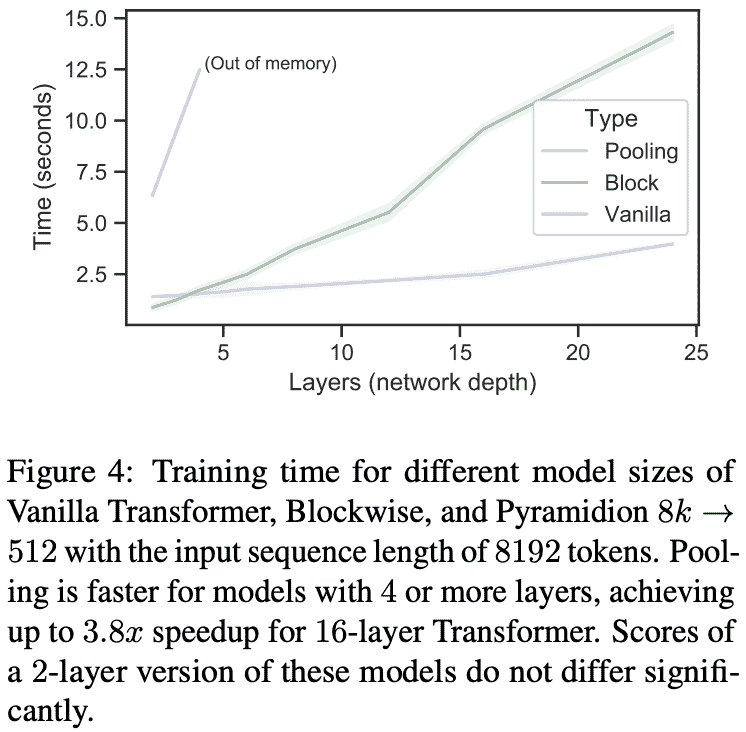 15.0
12.5
10.0
7.5
5.0
2.5
Time (seconds)
(Out of memory)
Type
Pooling
Block
Vanilla
5 10 15 20 25
Layers (network depth)
Figure 4: Training time for different model sizes of
Vanilla Transformer, Blockwise, and Pyramidion 8k →
512 with the input sequence length of 8192 tokens. Pool-
ing is faster for models with 4 or more layers, achieving
up to 3.8x speedup for 16-layer Transformer. Scores of
a 2-layer version of these models do not differ signifi-
cantly.